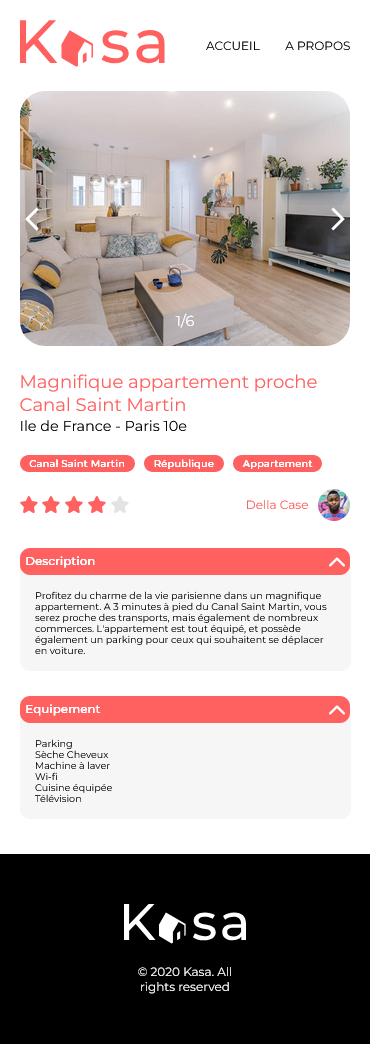 Kasa
ACCUEIL
A PROPOS
1/6
Magnifique appartement proche
Canal Saint Martin
Ile de France - Paris 10e
Canal Saint Martin
République
Appartement
Della Case
Description
Profitez du charme de la vie parisienne dans un magnifique
appartement. A 3 minutes à pied du Canal Saint Martin, vous
serez proche des transports, mais également de nombreux
commerces. L'appartement est tout équipé, et possède
également un parking pour ceux qui souhaitent se déplacer
en voiture.
Equipement
Parking
Sèche Cheveux
Machine à laver
Wi-fi
Cuisine équipée
Télévision
Kasa
© 2020 Kasa. All
rights reserved